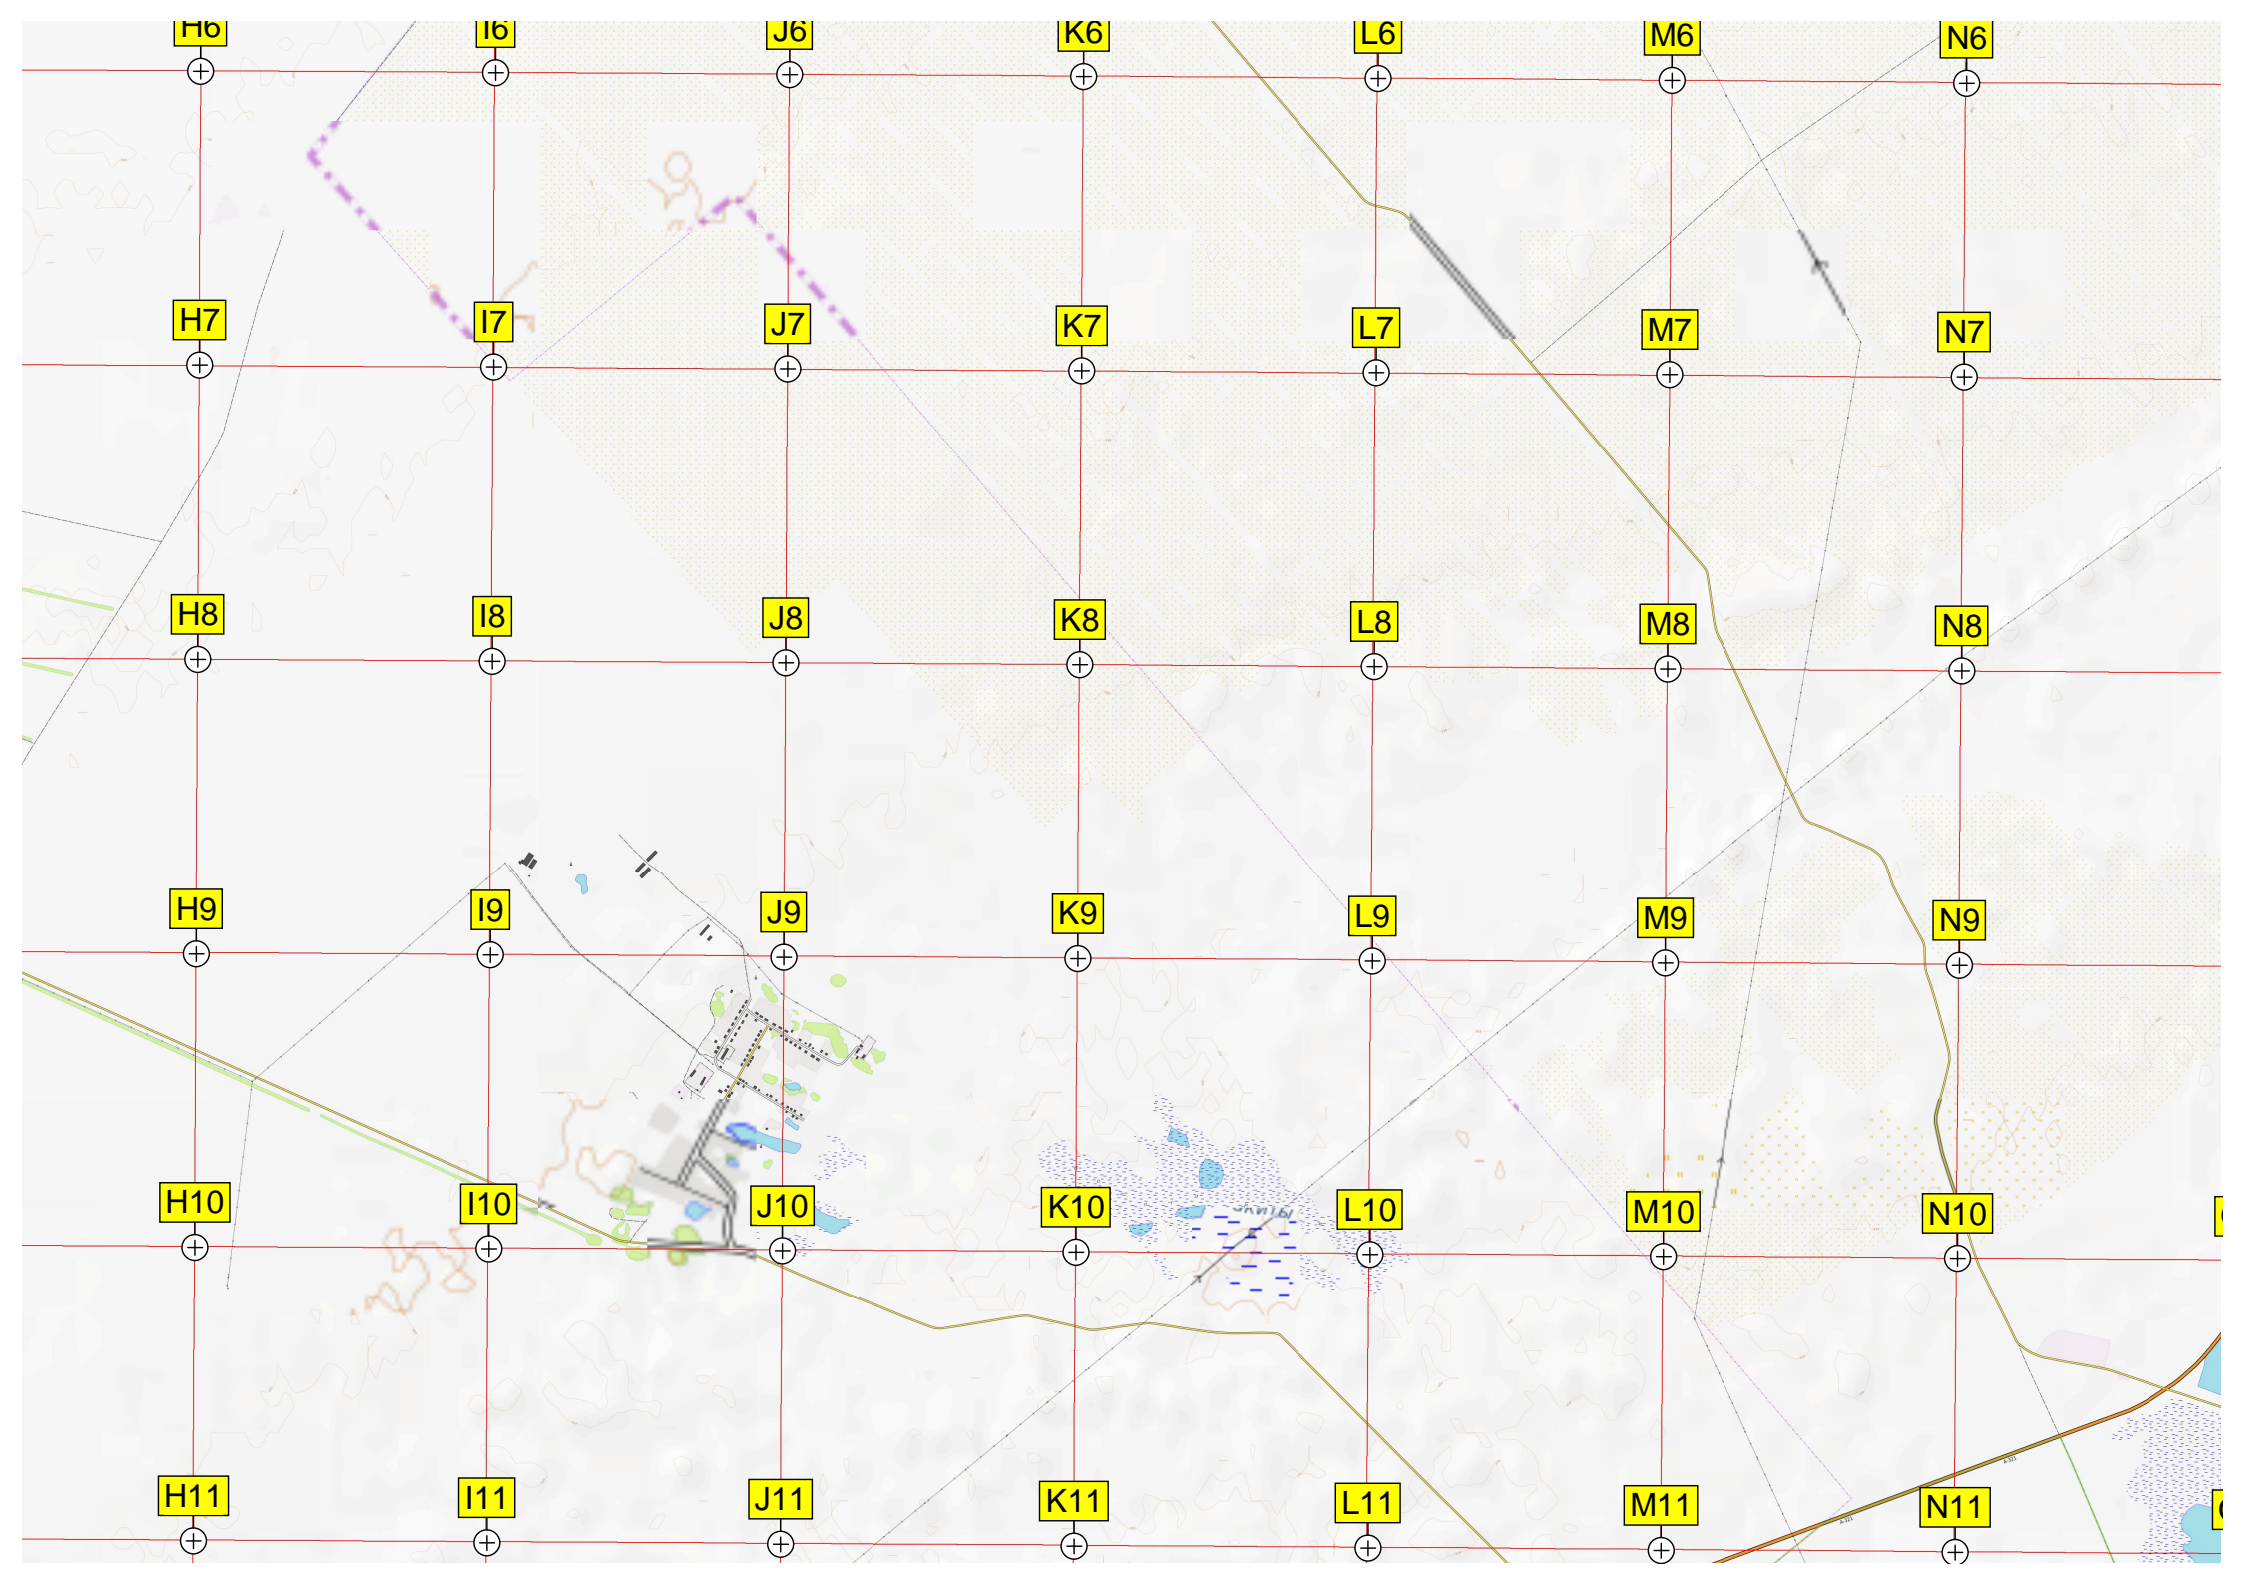 H6 I6 J6 K6 L6 M6 N6
H7 I7 J7 K7 L7 M7 N7
H8 I8 J8 K8 L8 M8 N8
H9 I9 J9 K9 L9 M9 N9
H10 I10 J10 K10 L10 M10 N10
A-321
H11 I11 J11 K11 L11 M11 N11
A-321